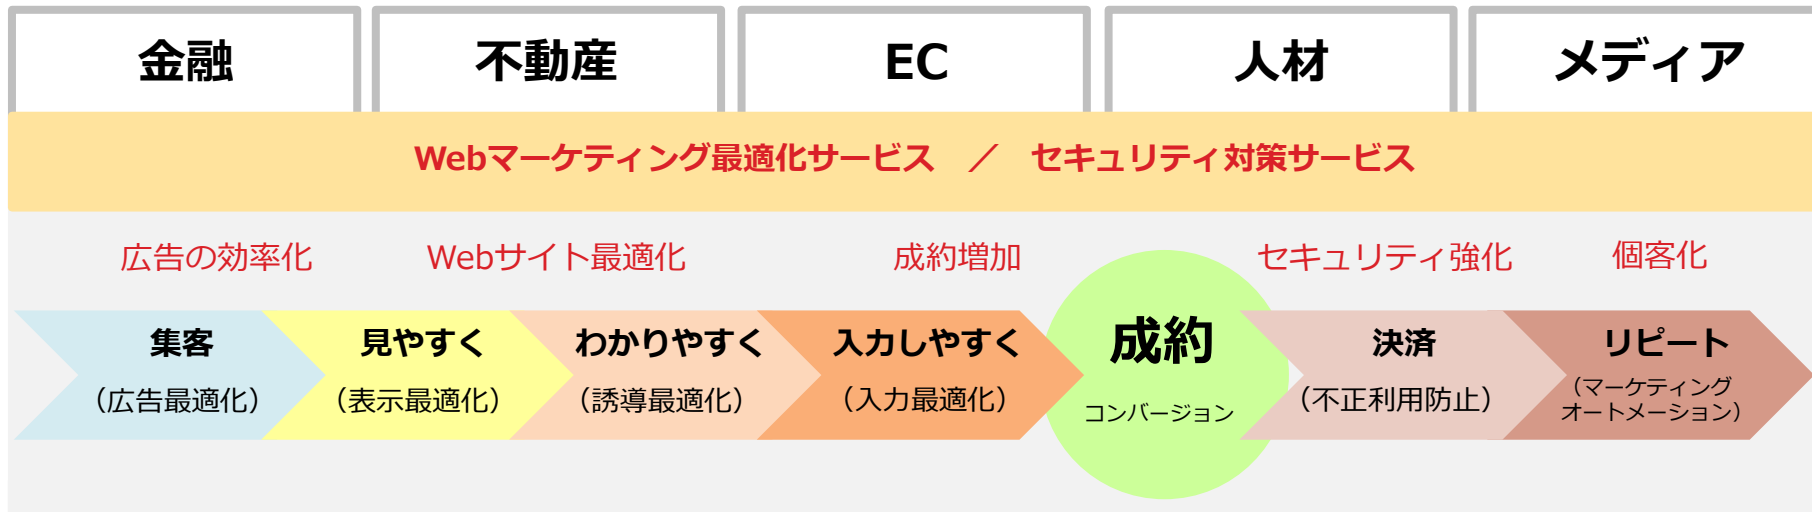 金融
不動産
EC
人材
メディア
Webマーケティング最適化サービス ／ セキュリティ対策サービス
広告の効率化
Webサイト最適化
成約増加
セキュリティ強化
個客化
集客
（広告最適化）
見やすく
（表示最適化）
わかりやすく
（誘導最適化）
入力しやすく
（入力最適化）
成約
コンバージョン
決済
（不正利用防止）
リピート
（マーケティング
オートメーション）